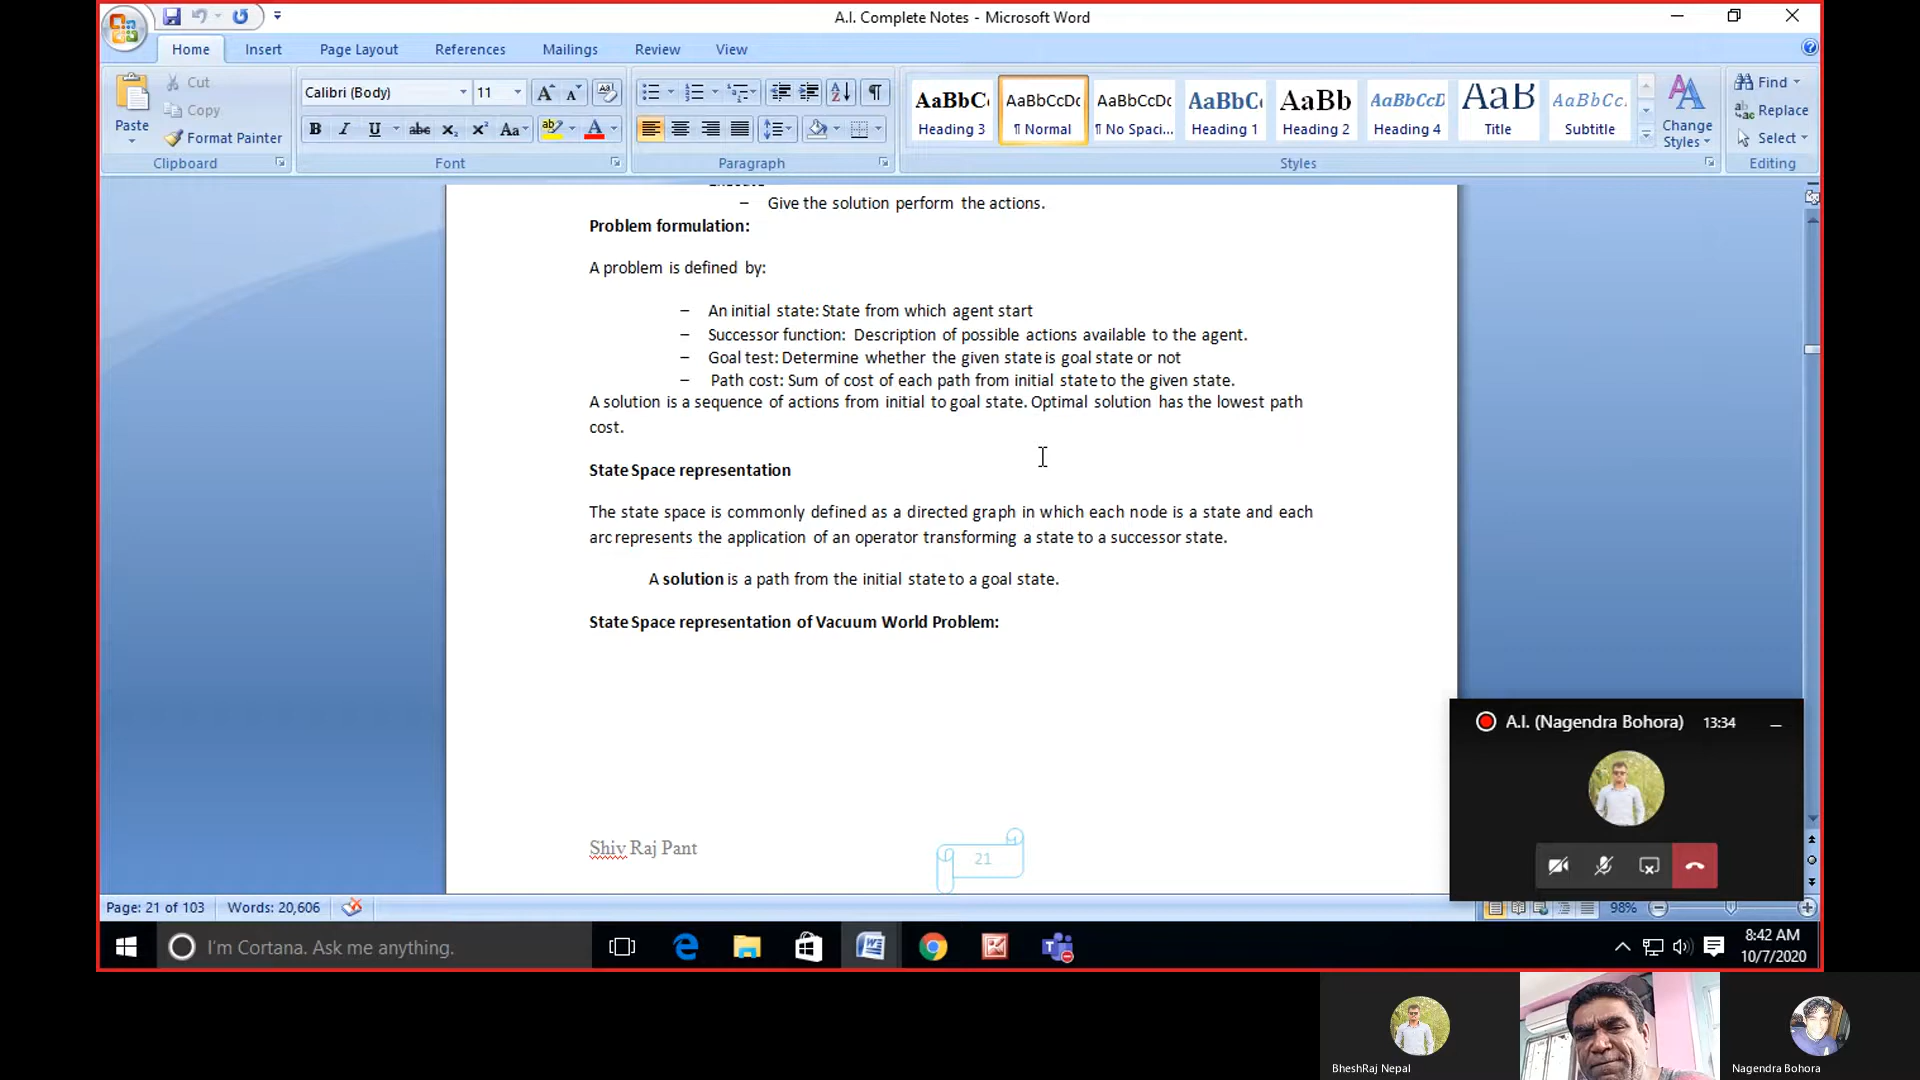 A.I. Complete Notes - Microsoft Word
Home Insert Page Layout References Mailings Review View
Paste
Cut
Copy
Format Painter
Clipboard
Calibri (Body) 11
Font
Paragraph
AaBbC AaBbCcDc AaBbCcDc AaBbC AaBb AaBbCcD AaB AaBbCc.
Heading 3 ¶ Normal ¶ No Spaci... Heading 1 Heading 2 Heading 4 Title Subtitle
Change Styles
Styles
Find
Replace
Select
Editing
– Give the solution perform the actions.
Problem formulation:
A problem is defined by:
– An initial state: State from which agent start
– Successor function: Description of possible actions available to the agent.
– Goal test: Determine whether the given state is goal state or not
– Path cost: Sum of cost of each path from initial state to the given state.
A solution is a sequence of actions from initial to goal state. Optimal solution has the lowest path
cost.
State Space representation
The state space is commonly defined as a directed graph in which each node is a state and each
arc represents the application of an operator transforming a state to a successor state.
A solution is a path from the initial state to a goal state.
State Space representation of Vacuum World Problem:
Shiv Raj Pant
21
A.I. (Nagendra Bohora) 13:34
Page: 21 of 103 Words: 20,606
98%
I'm Cortana. Ask me anything.
8:42 AM
10/7/2020
BheshRaj Nepal
Nagendra Bohora